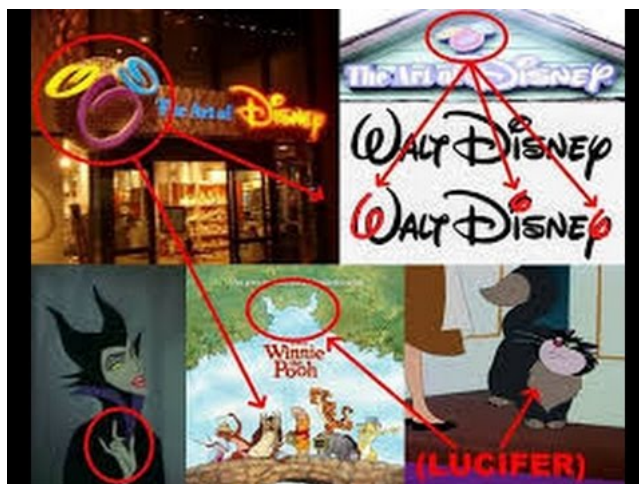 The Art of Disney
The Art of Disney
WALT DISNEY
WALT DISNEY
Winnie
the
Pooh
(LUCIFER)